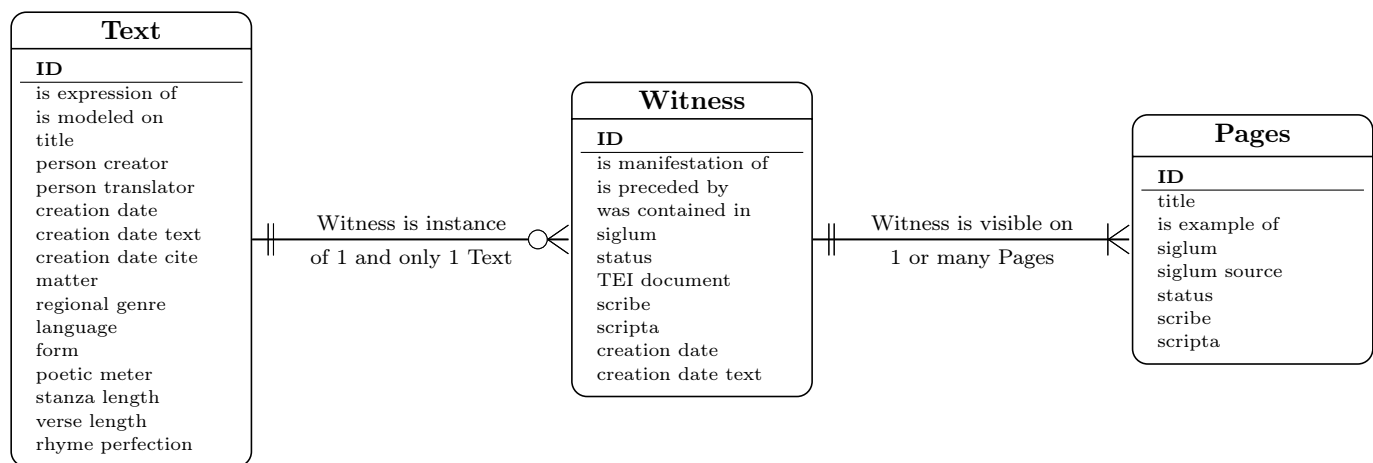 Text
ID
is expression of
is modeled on
title
person creator
person translator
creation date
creation date text
creation date cite
matter
regional genre
language
form
poetic meter
stanza length
verse length
rhyme perfection
Witness is instance
of 1 and only 1 Text
Witness
ID
is manifestation of
is preceded by
was contained in
siglum
status
TEI document
scribe
scripta
creation date
creation date text
Witness is visible on
1 or many Pages
Pages
ID
title
is example of
siglum
siglum source
status
scribe
scripta